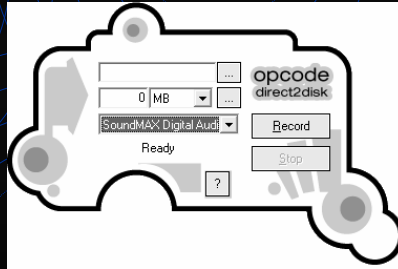 ...
opcode
direct2disk
0 MB ...
SoundMAX Digital Audi
Record
Ready
Stop
?